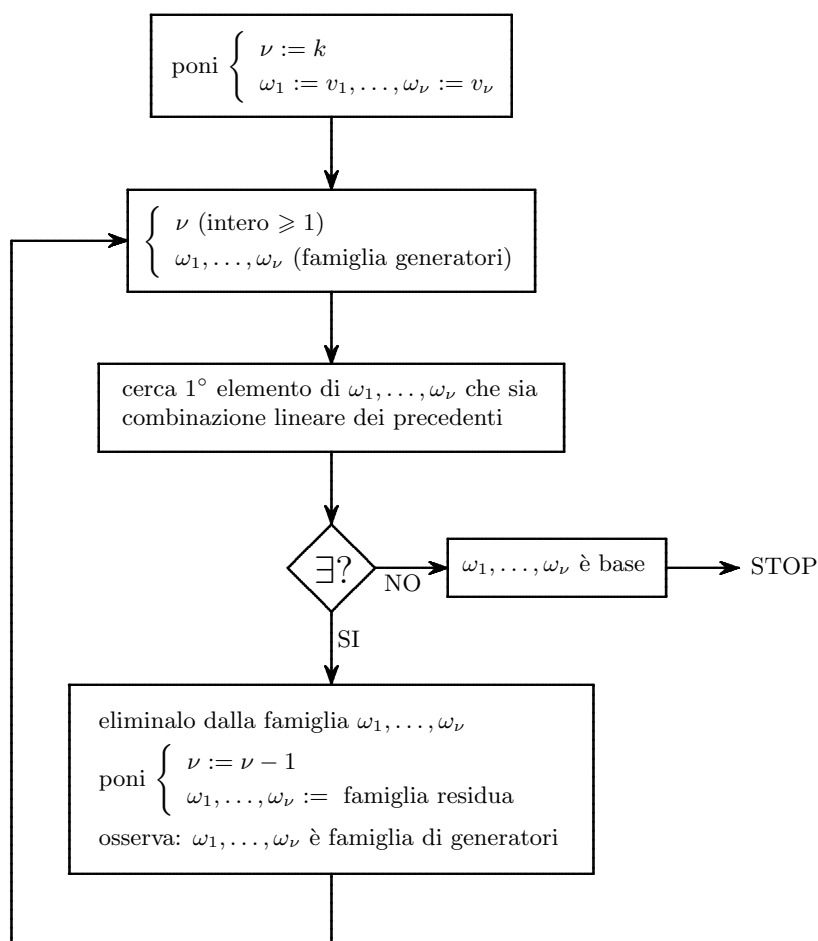 poni { ν := k
ω₁ := v₁, . . . , ω_ν := v_ν
{ ν (intero ⩾ 1)
ω₁, . . . , ω_ν (famiglia generatori)
cerca 1° elemento di ω₁, . . . , ω_ν che sia
combinazione lineare dei precedenti
∃?
NO
ω₁, . . . , ω_ν è base
STOP
SI
eliminalo dalla famiglia ω₁, . . . , ω_ν
poni { ν := ν − 1
ω₁, . . . , ω_ν := famiglia residua
osserva: ω₁, . . . , ω_ν è famiglia di generatori